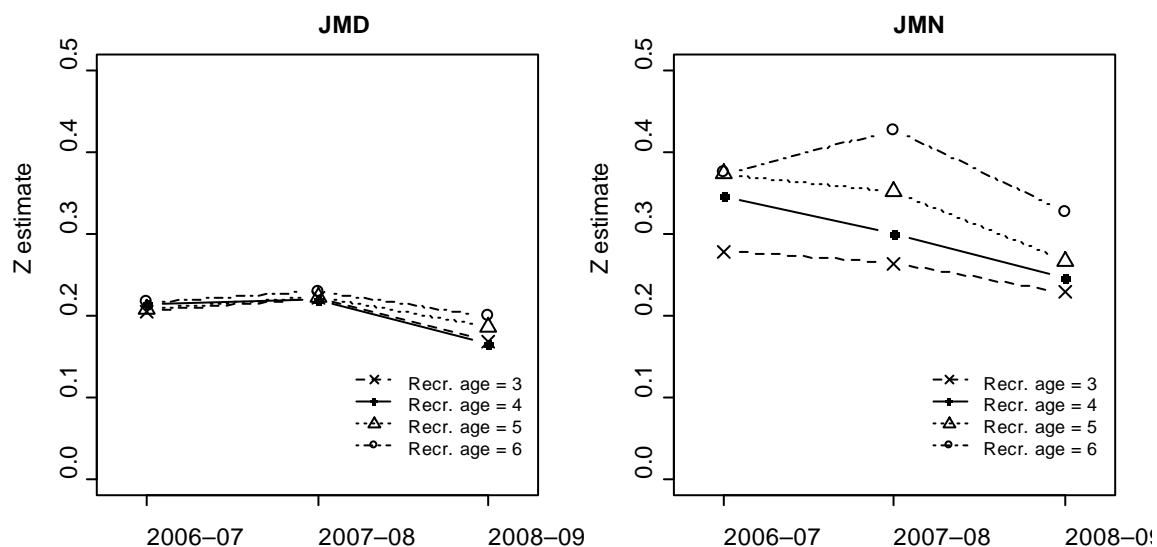 JMD
Z estimate
0.5
0.4
0.3
0.2
0.1
0.0
Recr. age = 3
Recr. age = 4
Recr. age = 5
Recr. age = 6
2006–07 2007–08 2008–09
JMN
Z estimate
0.5
0.4
0.3
0.2
0.1
0.0
Recr. age = 3
Recr. age = 4
Recr. age = 5
Recr. age = 6
2006–07 2007–08 2008–09